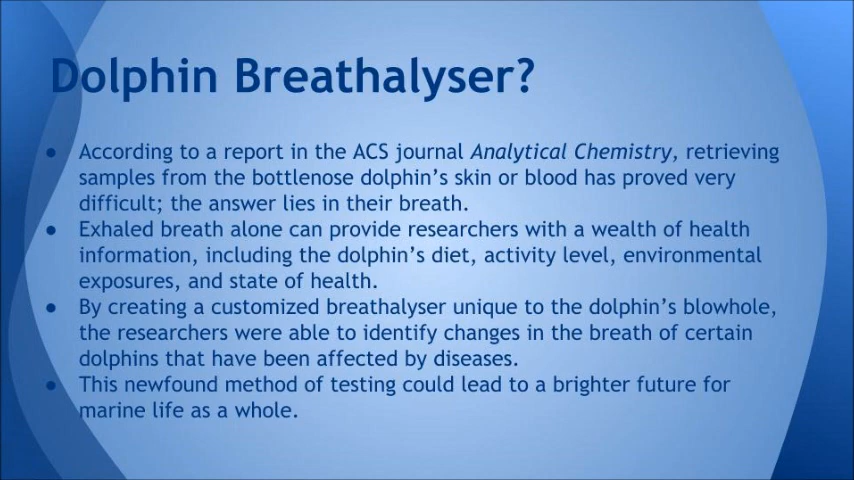 Dolphin Breathalyser?
● According to a report in the ACS journal Analytical Chemistry, retrieving
samples from the bottlenose dolphin's skin or blood has proved very
difficult; the answer lies in their breath.
● Exhaled breath alone can provide researchers with a wealth of health
information, including the dolphin's diet, activity level, environmental
exposures, and state of health.
● By creating a customized breathalyser unique to the dolphin's blowhole,
the researchers were able to identify changes in the breath of certain
dolphins that have been affected by diseases.
● This newfound method of testing could lead to a brighter future for
marine life as a whole.